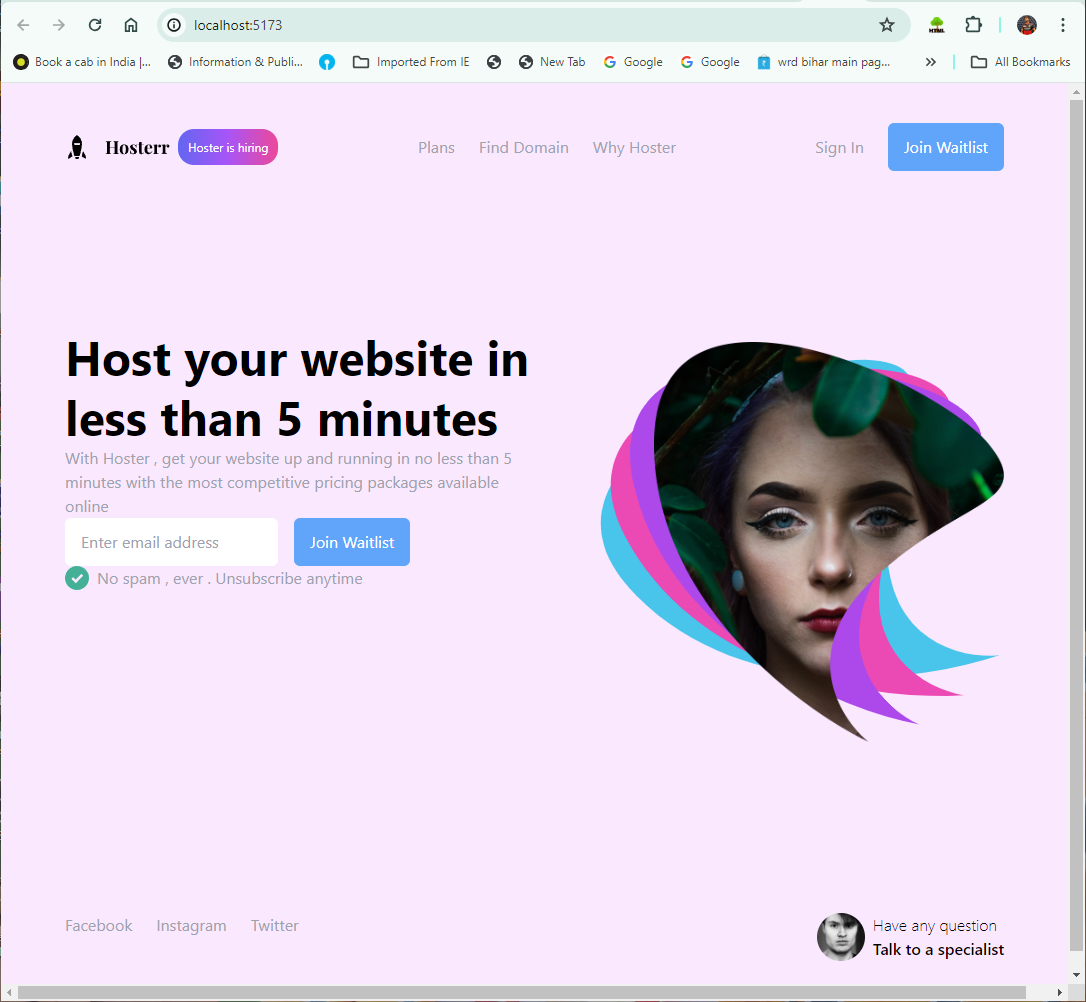 localhost:5173
HTML
Book a cab in India |...
Information & Publi...
Imported From IE
New Tab
Google
Google
wrd bihar main pag...
All Bookmarks
Hosterr
Hoster is hiring
Plans
Find Domain
Why Hoster
Sign In
Join Waitlist
Host your website in
less than 5 minutes
With Hoster , get your website up and running in no less than 5
minutes with the most competitive pricing packages available
online
Enter email address
Join Waitlist
No spam , ever . Unsubscribe anytime
Facebook
Instagram
Twitter
Have any question
Talk to a specialist